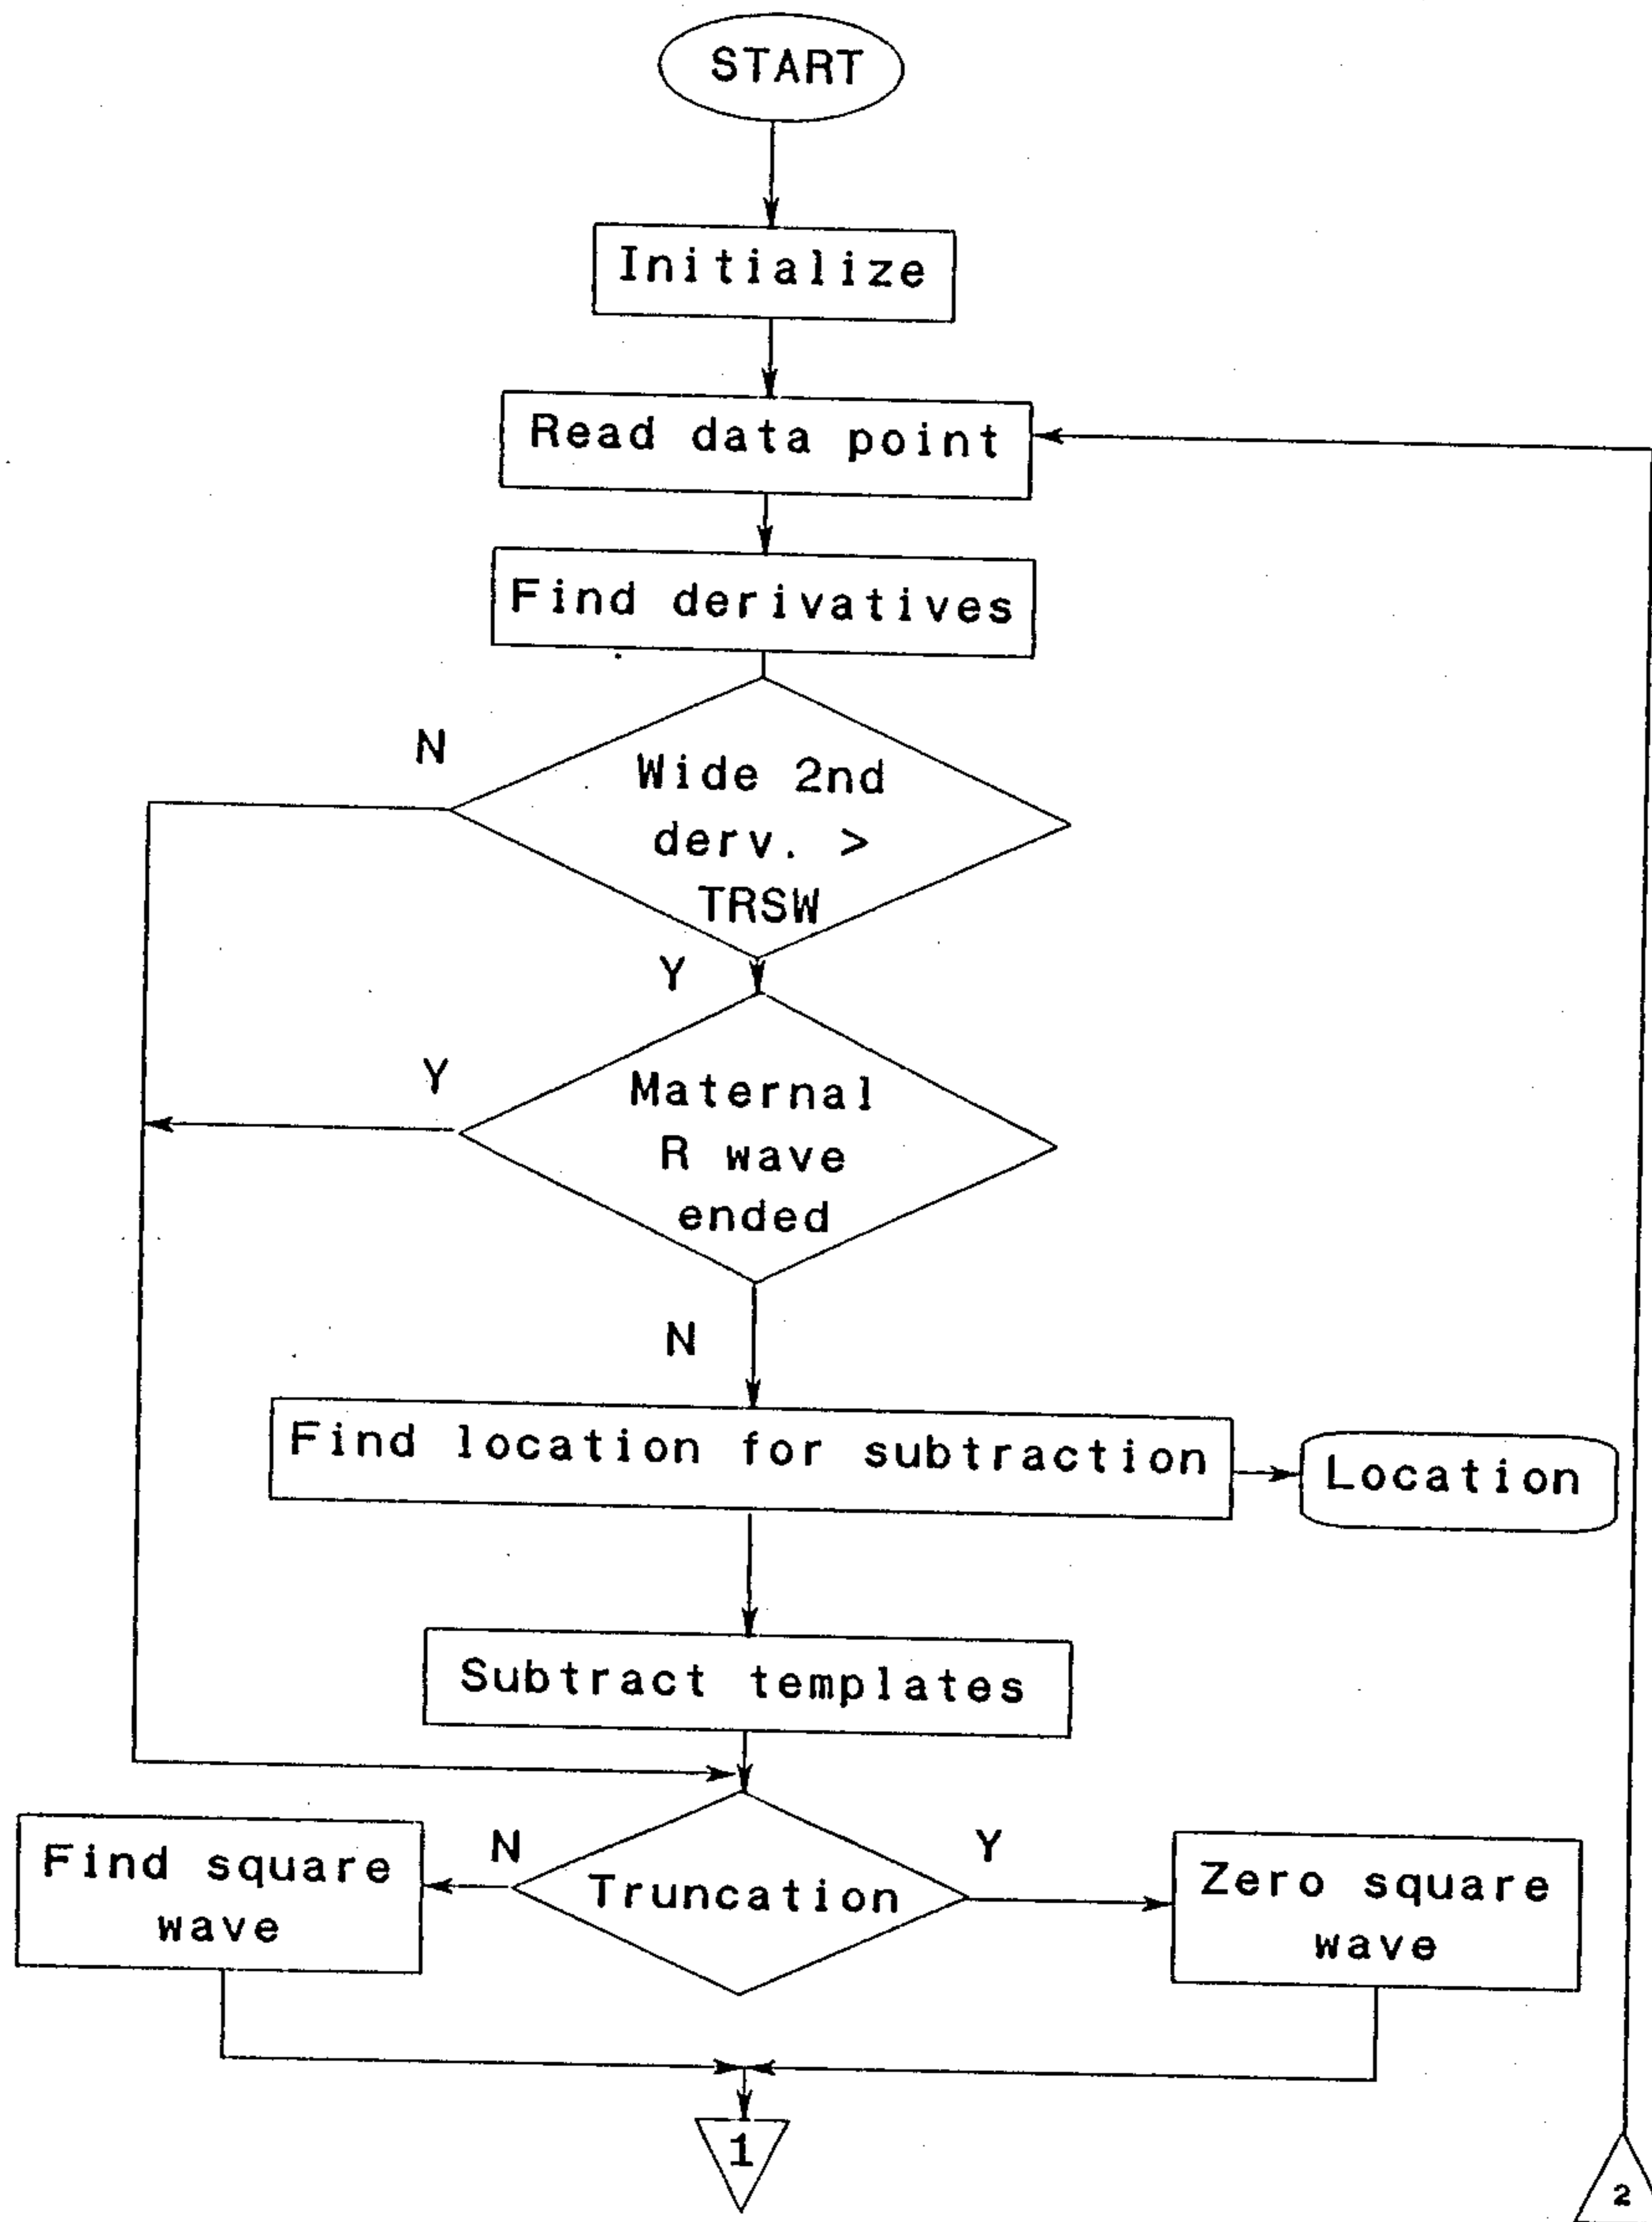 START
Initialize
Read data point
Find derivatives
N
Wide 2nd
derv. >
TRSW
Y
Y
Maternal
R wave
ended
N
Find location for subtraction
Location
Subtract templates
N
Y
Find square
wave
Truncation
Zero square
wave
1
2